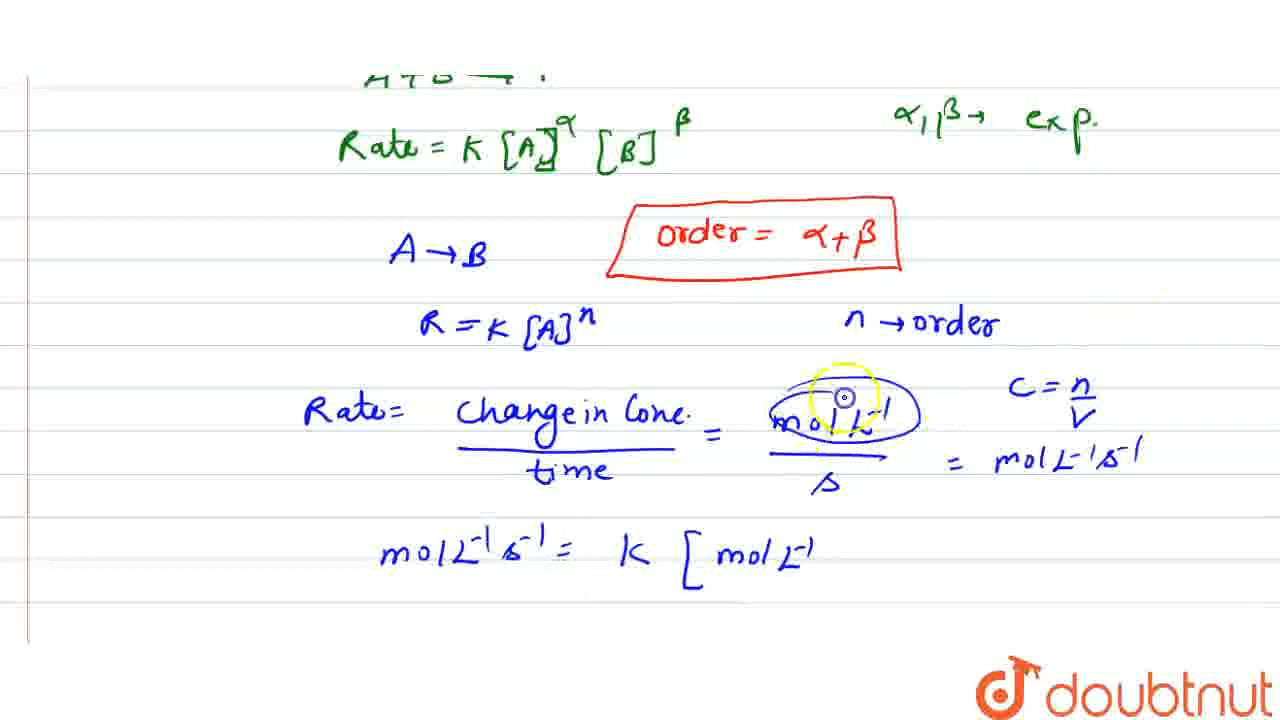 A + B →
Rate = K [A]^α [B]^β
α, β → exp.
A → B
order = α + β
R = K [A]^n
n → order
Rate = Change in Conc. / time = mol L⁻¹ / s = mol L⁻¹ s⁻¹
C = n / V
mol L⁻¹ s⁻¹ = K [mol L⁻¹
doubtnut